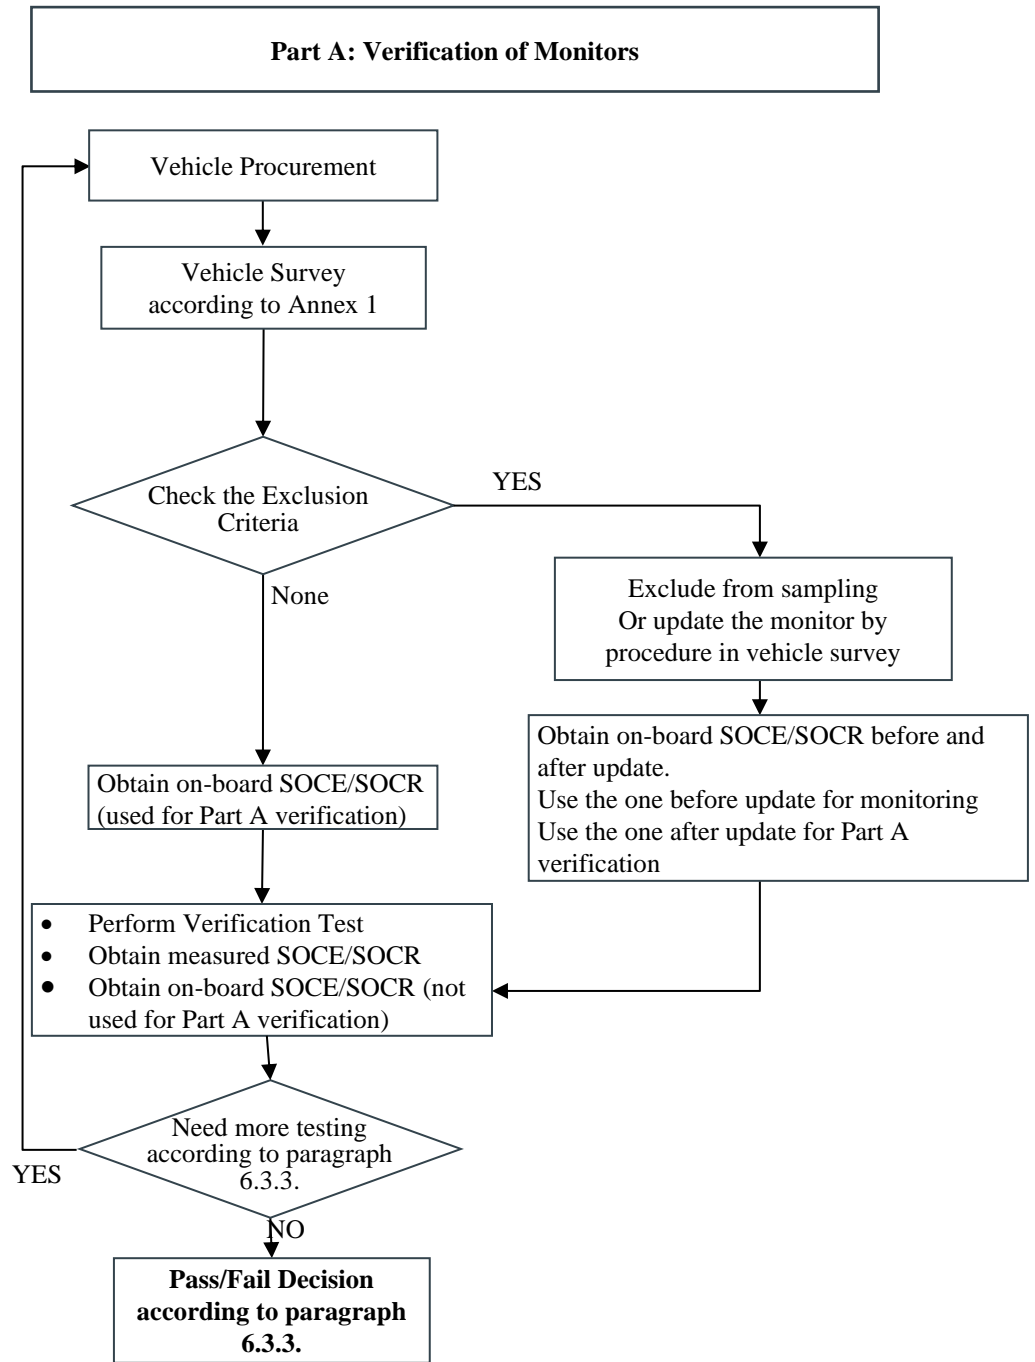 Part A: Verification of Monitors
Vehicle Procurement
Vehicle Survey
according to Annex 1
Check the Exclusion
Criteria
YES
None
Exclude from sampling
Or update the monitor by
procedure in vehicle survey
Obtain on-board SOCE/SOCR before and
after update.
Use the one before update for monitoring
Use the one after update for Part A
verification
Obtain on-board SOCE/SOCR
(used for Part A verification)
• Perform Verification Test
• Obtain measured SOCE/SOCR
• Obtain on-board SOCE/SOCR (not
used for Part A verification)
Need more testing
according to paragraph
6.3.3.
YES
NO
Pass/Fail Decision
according to paragraph
6.3.3.